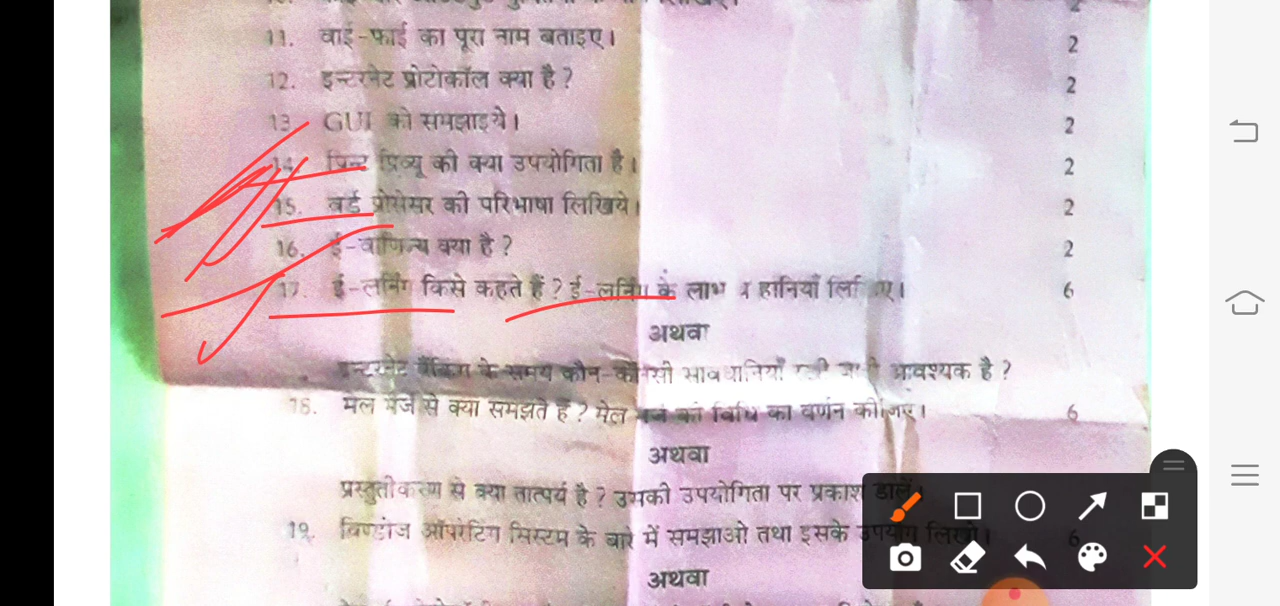 11. वाई-फाई का पूरा नाम बताइए। 2
12. इन्टरनेट प्रोटोकॉल क्या है ? 2
13. GUI को समझाइये। 2
14. प्रिन्ट प्रिव्यू की क्या उपयोगिता है। 2
15. वर्ड प्रोसेसर की परिभाषा लिखिये। 2
16. ई-वाणिज्य क्या है ? 2
17. ई-लर्निंग किसे कहते हैं ? ई-लर्निंग के लाभ व हानियाँ लिखिए। 6
अथवा
इन्टरनेट बैंकिंग के समय कौन-कौनसी सावधानियाँ रखी जानी आवश्यक है ?
18. मेल मर्ज से क्या समझते हैं ? मेल मर्ज की विधि का वर्णन कीजिए। 6
अथवा
प्रस्तुतीकरण से क्या तात्पर्य है ? उसकी उपयोगिता पर प्रकाश डालें।
19. विण्डोज ऑपरेटिंग सिस्टम के बारे में समझाओ तथा इसके उपयोग लिखो। 6
अथवा